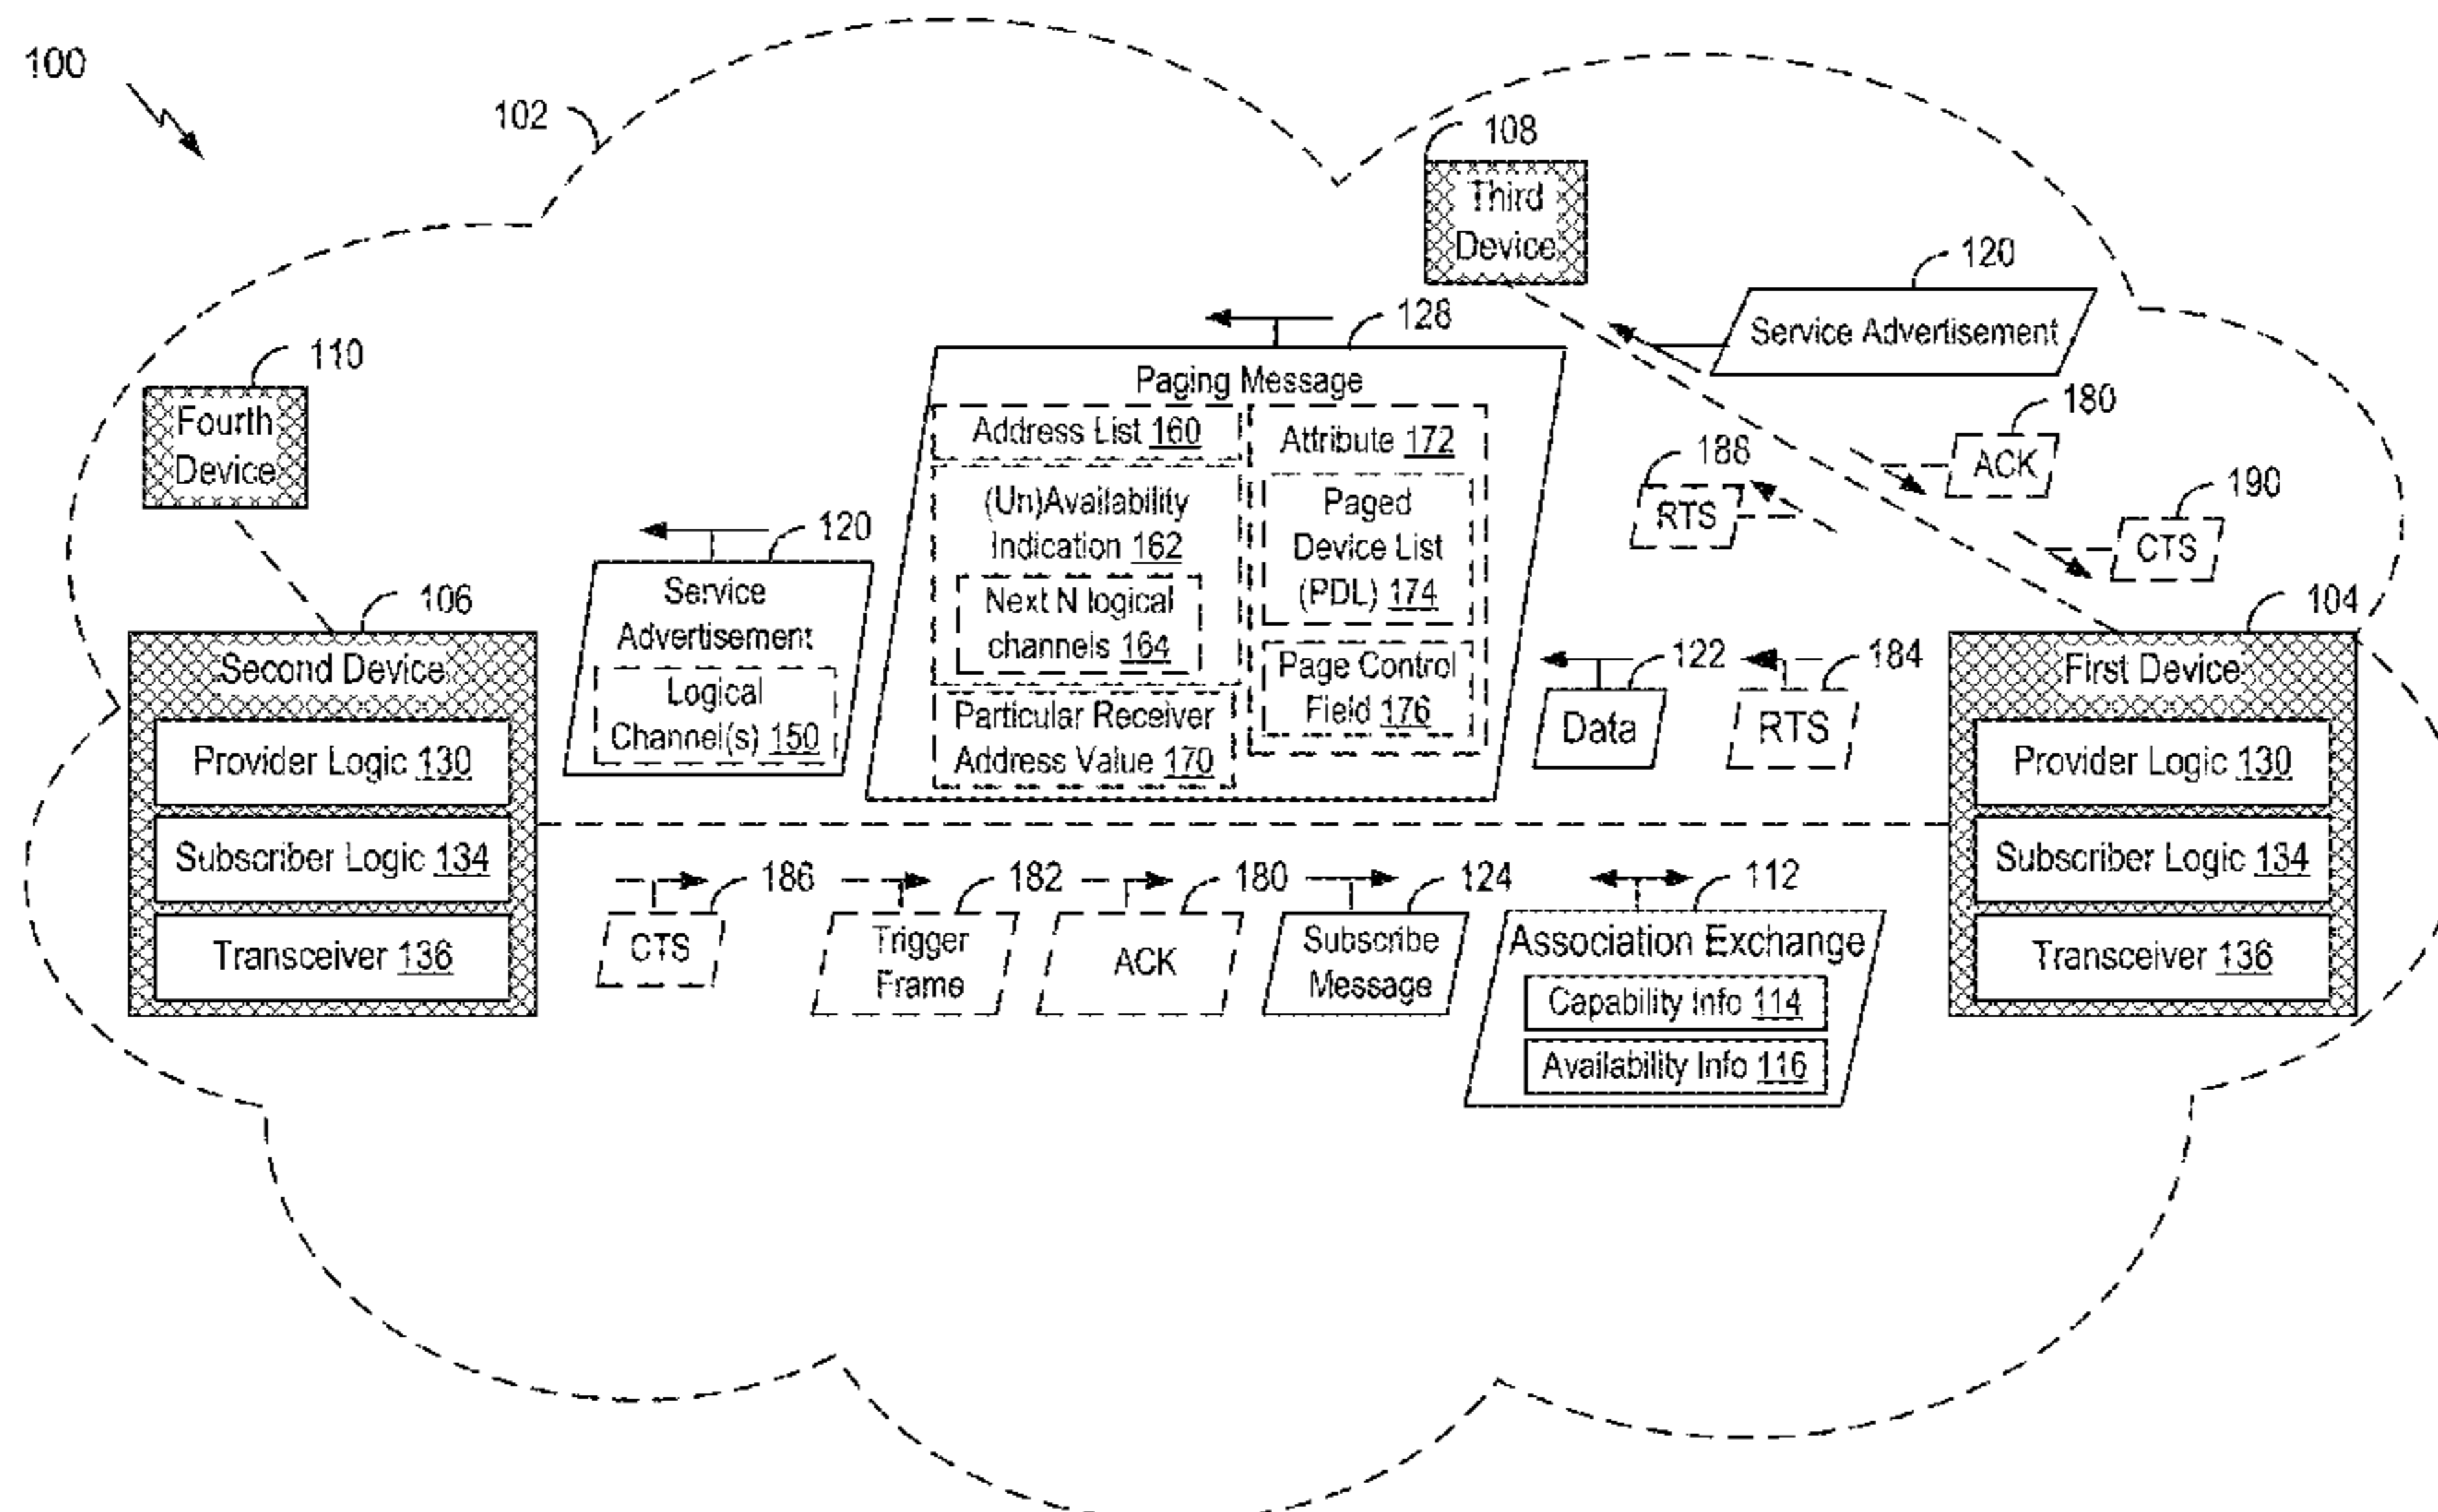 100
102
108
Third
Device
120
Service Advertisement
128
110
Fourth
Device
Paging Message
Address List 160
(Un)Availability
Indication 162
Next N logical
channels 164
Particular Receiver
Address Value 170
Attribute 172
Paged
Device List
(PDL) 174
Page Control
Field 176
180
ACK
188
RTS
190
CTS
120
Service
Advertisement
Logical
Channel(s) 150
106
Second Device
Provider Logic 130
Subscriber Logic 134
Transceiver 136
122
Data
184
RTS
104
First Device
Provider Logic 130
Subscriber Logic 134
Transceiver 136
186
CTS
182
Trigger
Frame
180
ACK
124
Subscribe
Message
112
Association Exchange
Capability Info 114
Availability Info 116